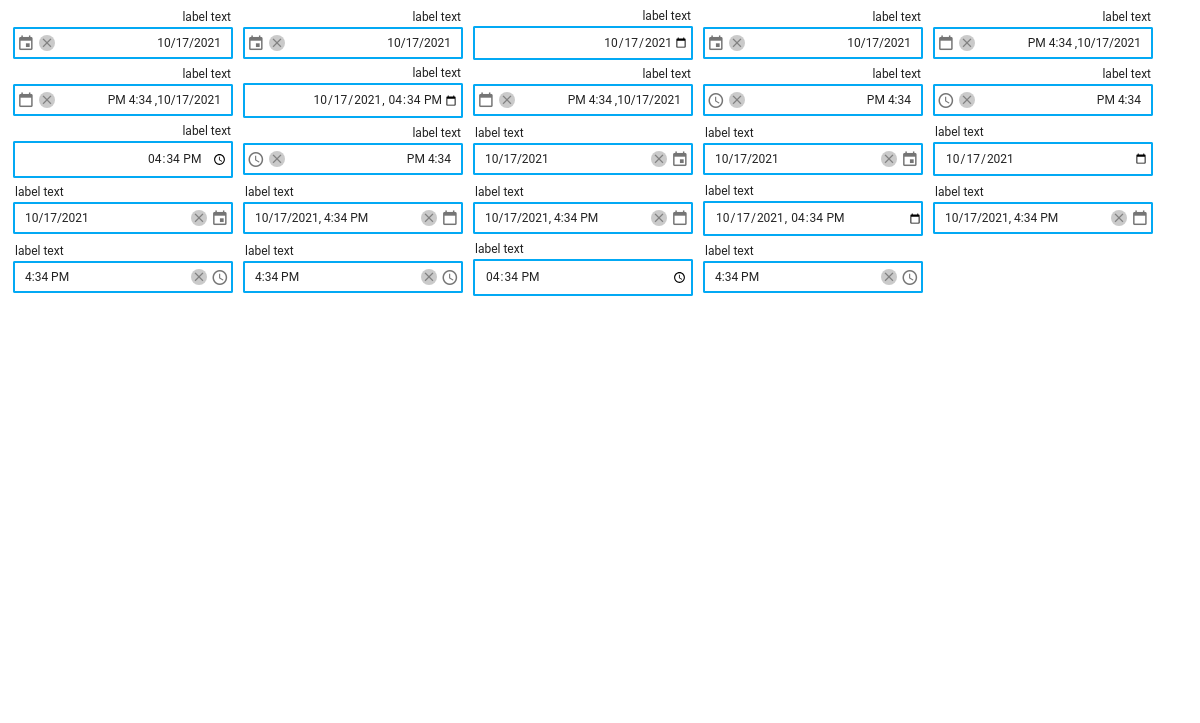 label text label text label text label text label text
10/17/2021 10/17/2021 10/17/2021 10/17/2021 PM 4:34 ,10/17/2021
label text label text label text label text label text
PM 4:34 ,10/17/2021 10/17/2021, 04:34 PM PM 4:34 ,10/17/2021 PM 4:34 PM 4:34
label text label text label text label text label text
04:34 PM PM 4:34 10/17/2021 10/17/2021 10/17/2021
label text label text label text label text label text
10/17/2021 10/17/2021, 4:34 PM 10/17/2021, 4:34 PM 10/17/2021, 04:34 PM 10/17/2021, 4:34 PM
label text label text label text label text
4:34 PM 4:34 PM 04:34 PM 4:34 PM